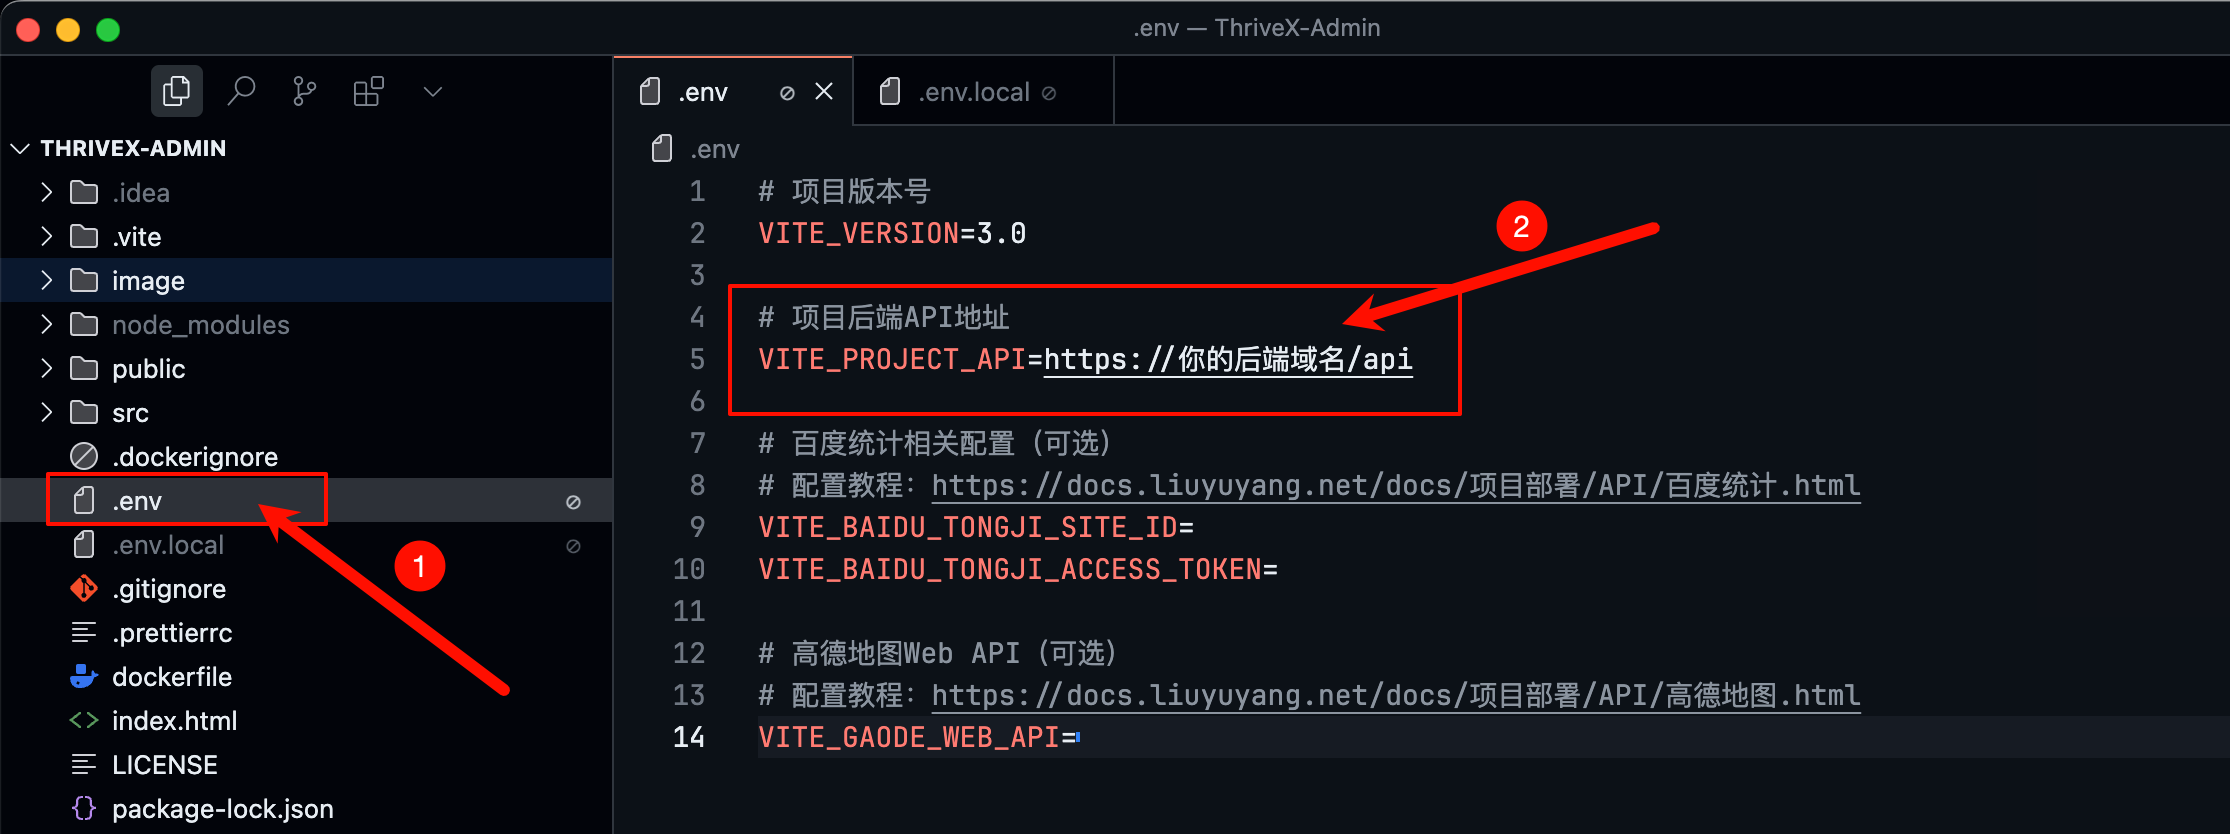 .env — ThriveX-Admin
THRIVEX-ADMIN
.idea
.vite
image
node_modules
public
src
.dockerignore
.env
.env.local
.gitignore
.prettierrc
dockerfile
index.html
LICENSE
package-lock.json
1
.env
.env.local
.env
1 # 项目版本号
2 VITE_VERSION=3.0
3
4 # 项目后端API地址
5 VITE_PROJECT_API=https://你的后端域名/api
6
7 # 百度统计相关配置（可选）
8 # 配置教程：https://docs.liuyuyang.net/docs/项目部署/API/百度统计.html
9 VITE_BAIDU_TONGJI_SITE_ID=
10 VITE_BAIDU_TONGJI_ACCESS_TOKEN=
11
12 # 高德地图Web API（可选）
13 # 配置教程：https://docs.liuyuyang.net/docs/项目部署/API/高德地图.html
14 VITE_GAODE_WEB_API=
2